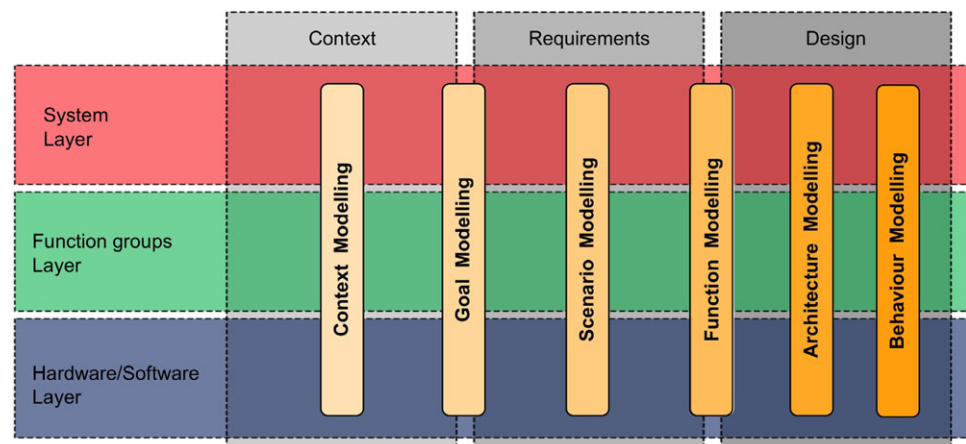 Context
Requirements
Design
System
Layer
Function groups
Layer
Hardware/Software
Layer
Context Modelling
Goal Modelling
Scenario Modelling
Function Modelling
Architecture Modelling
Behaviour Modelling